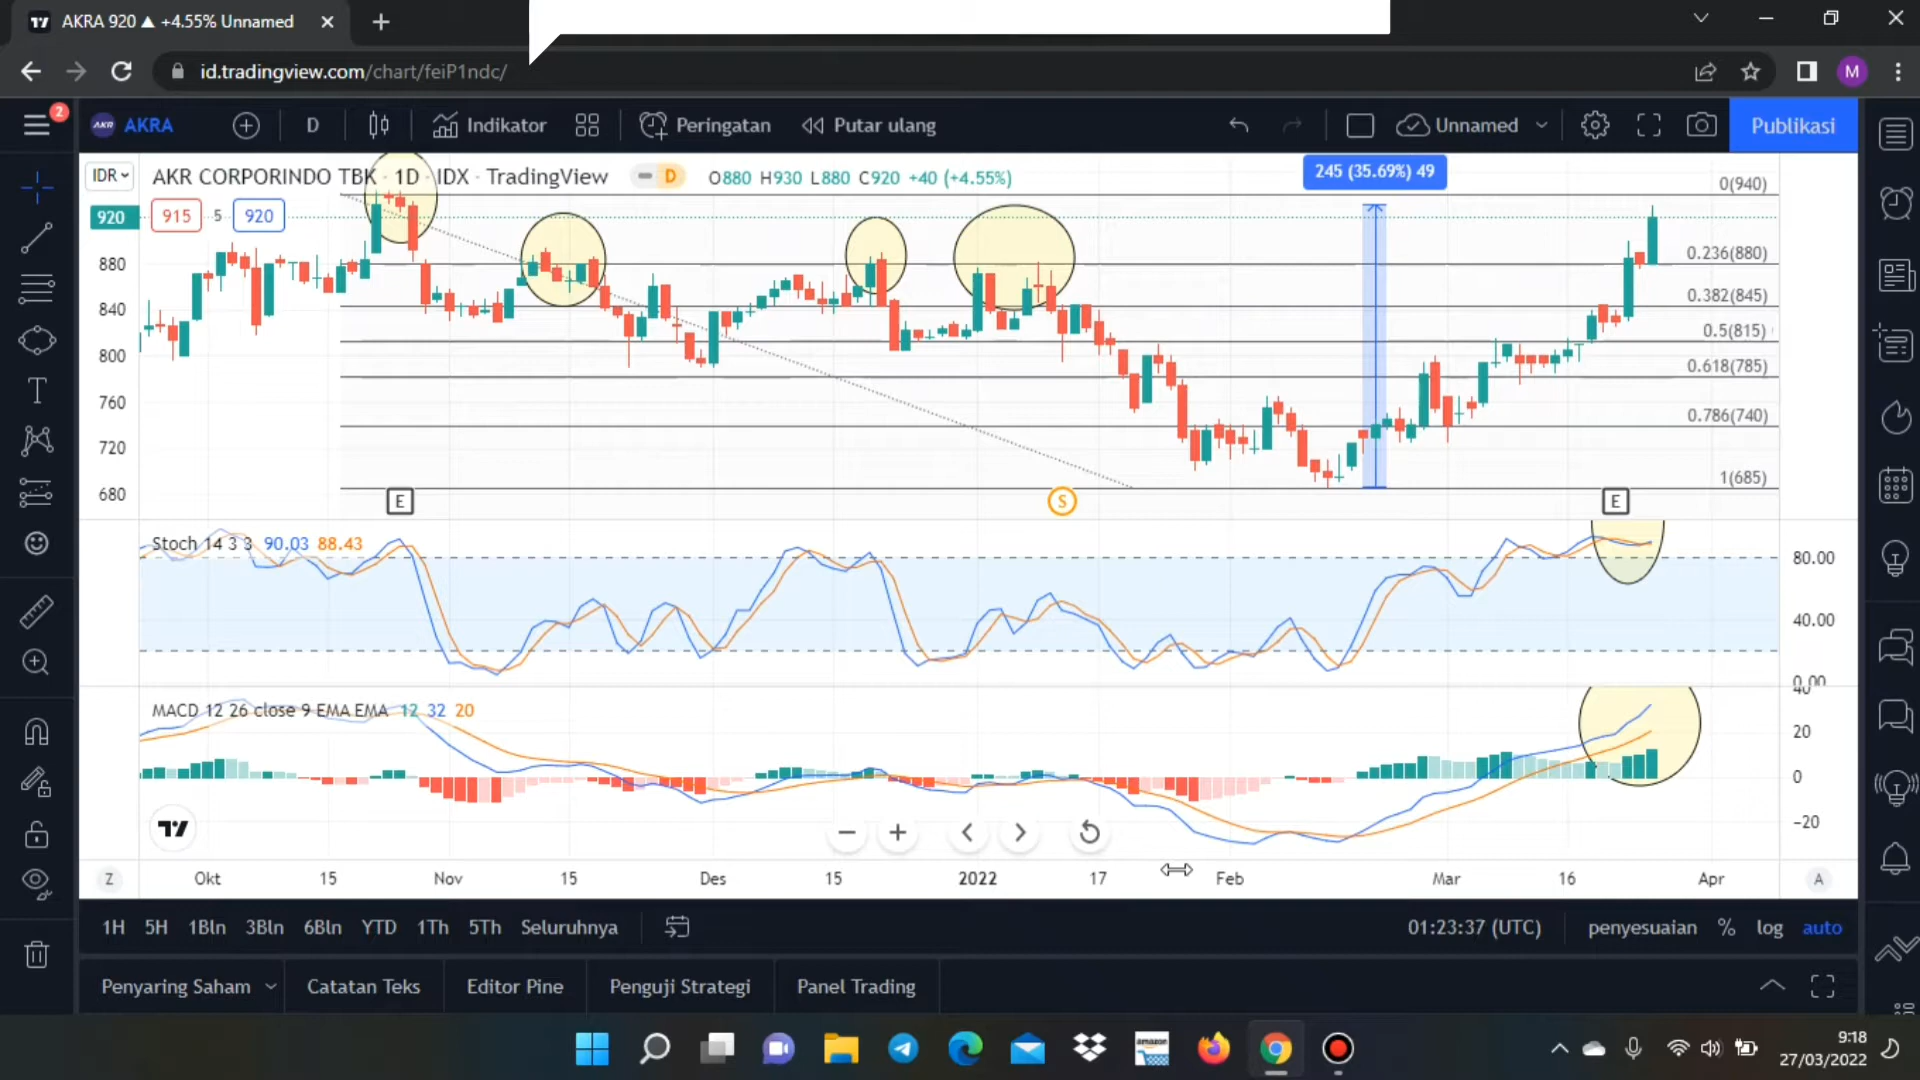 AKRA 920 ▲ +4.55% Unnamed
id.tradingview.com/chart/feiP1ndc/
M
2
AKR AKRA
D
Indikator
Peringatan
Putar ulang
Unnamed
Publikasi
IDR
AKR CORPORINDO TBK · 1D · IDX · TradingView
D
O880 H930 L880 C920 +40 (+4.55%)
245 (35.69%) 49
920
915 5 920
0(940)
0.236(880)
0.382(845)
0.5(815)
0.618(785)
0.786(740)
1(685)
880
840
800
760
720
680
E
S
E
Stoch 14 3 3 90.03 88.43
80.00
40.00
0.00
MACD 12 26 close 9 EMA EMA 12 32 20
40
20
0
−20
Z
Okt 15 Nov 15 Des 15 2022 17 Feb Mar 16 Apr
A
1H 5H 1Bln 3Bln 6Bln YTD 1Th 5Th Seluruhnya
01:23:37 (UTC)
penyesuaian % log auto
Penyaring Saham
Catatan Teks
Editor Pine
Penguji Strategi
Panel Trading
amazon
9:18
27/03/2022